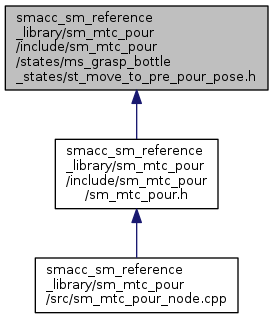 smacc_sm_reference
_library/sm_mtc_pour
/include/sm_mtc_pour
/states/ms_grasp_bottle
_states/st_move_to_pre_pour_pose.h
smacc_sm_reference
_library/sm_mtc_pour
/include/sm_mtc_pour
/sm_mtc_pour.h
smacc_sm_reference
_library/sm_mtc_pour
/src/sm_mtc_pour_node.cpp